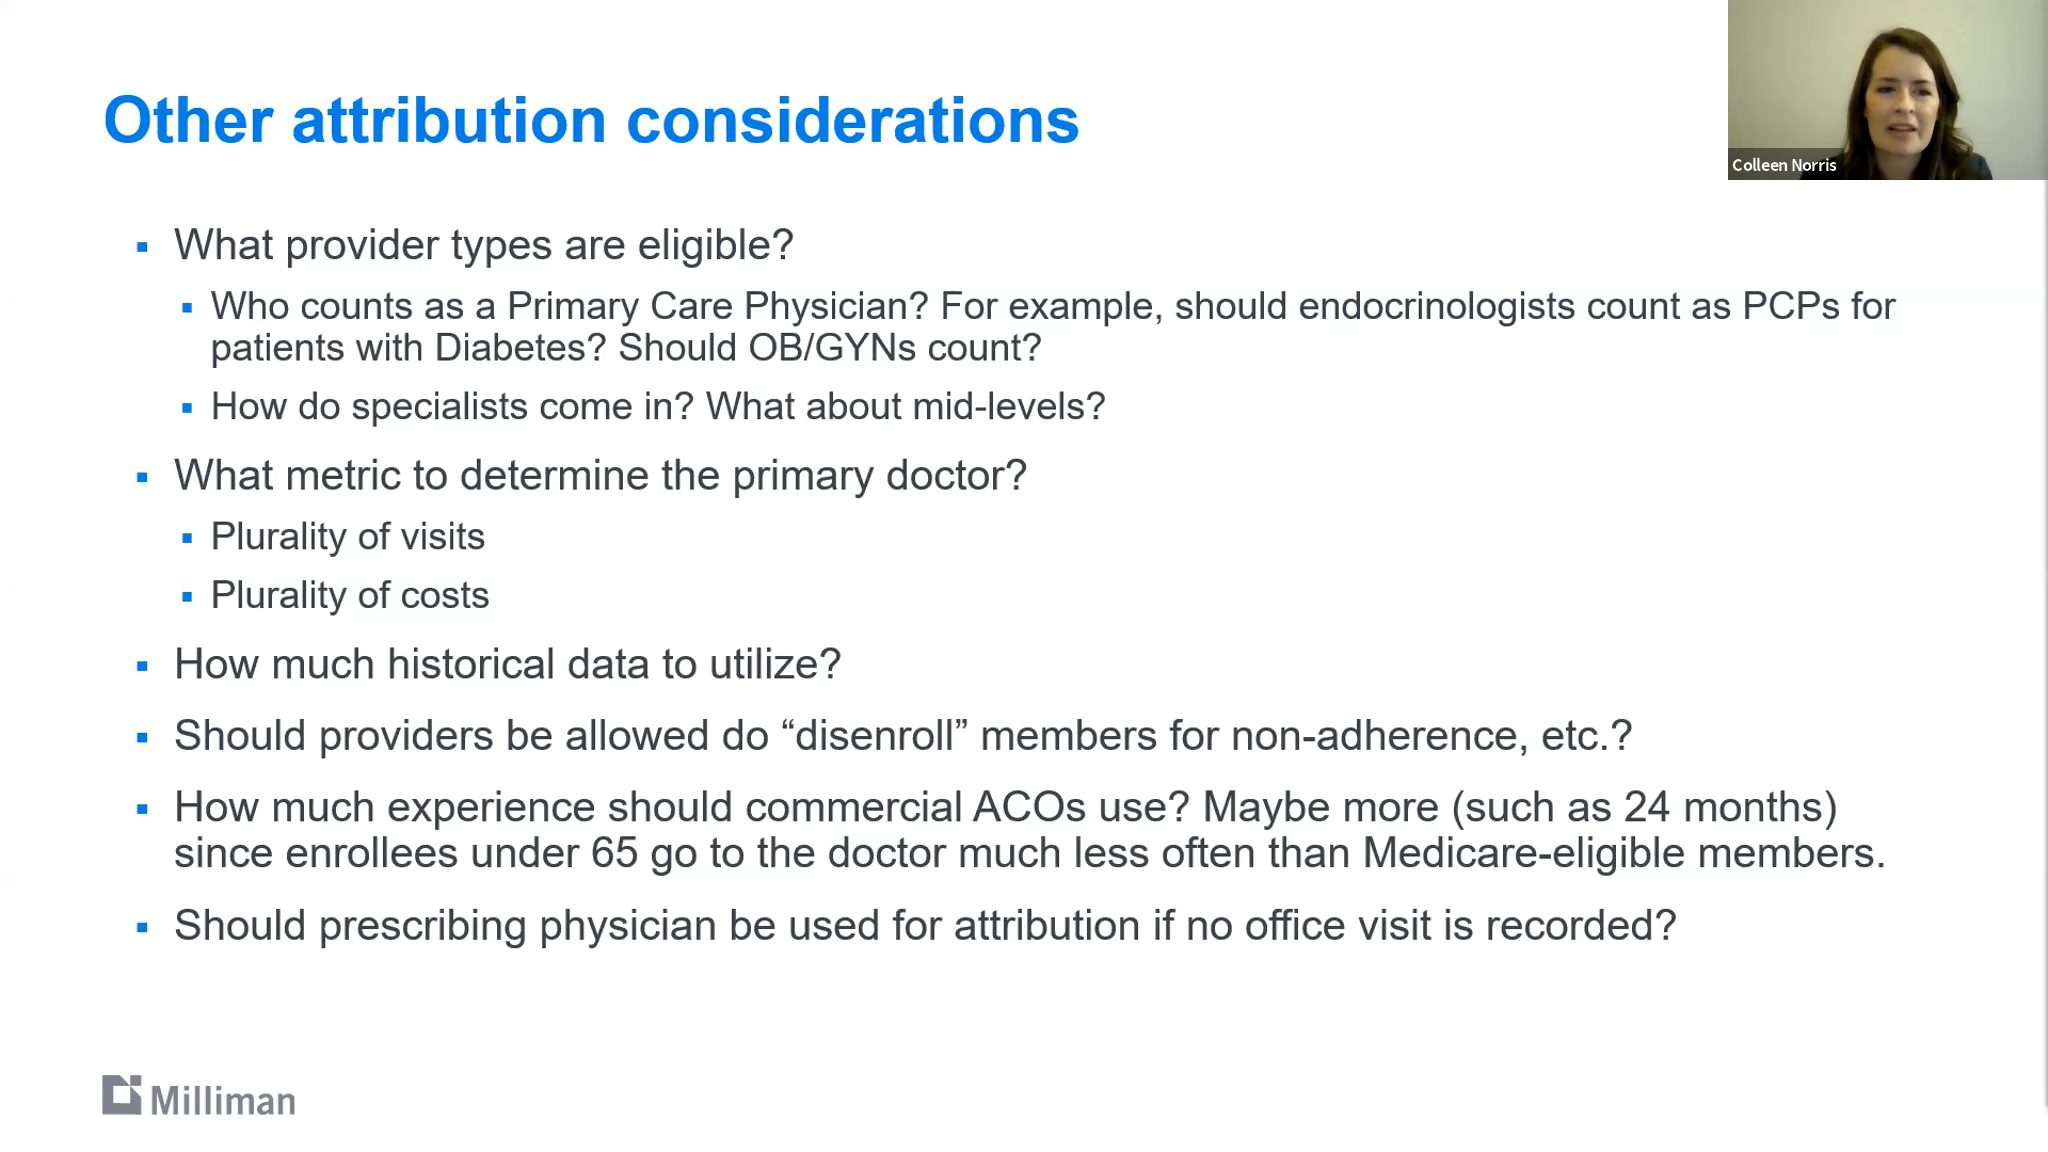 Other attribution considerations
Colleen Norris
What provider types are eligible?
Who counts as a Primary Care Physician? For example, should endocrinologists count as PCPs for
patients with Diabetes? Should OB/GYNs count?
How do specialists come in? What about mid-levels?
What metric to determine the primary doctor?
Plurality of visits
Plurality of costs
How much historical data to utilize?
Should providers be allowed do “disenroll” members for non-adherence, etc.?
How much experience should commercial ACOs use? Maybe more (such as 24 months)
since enrollees under 65 go to the doctor much less often than Medicare-eligible members.
Should prescribing physician be used for attribution if no office visit is recorded?
Milliman